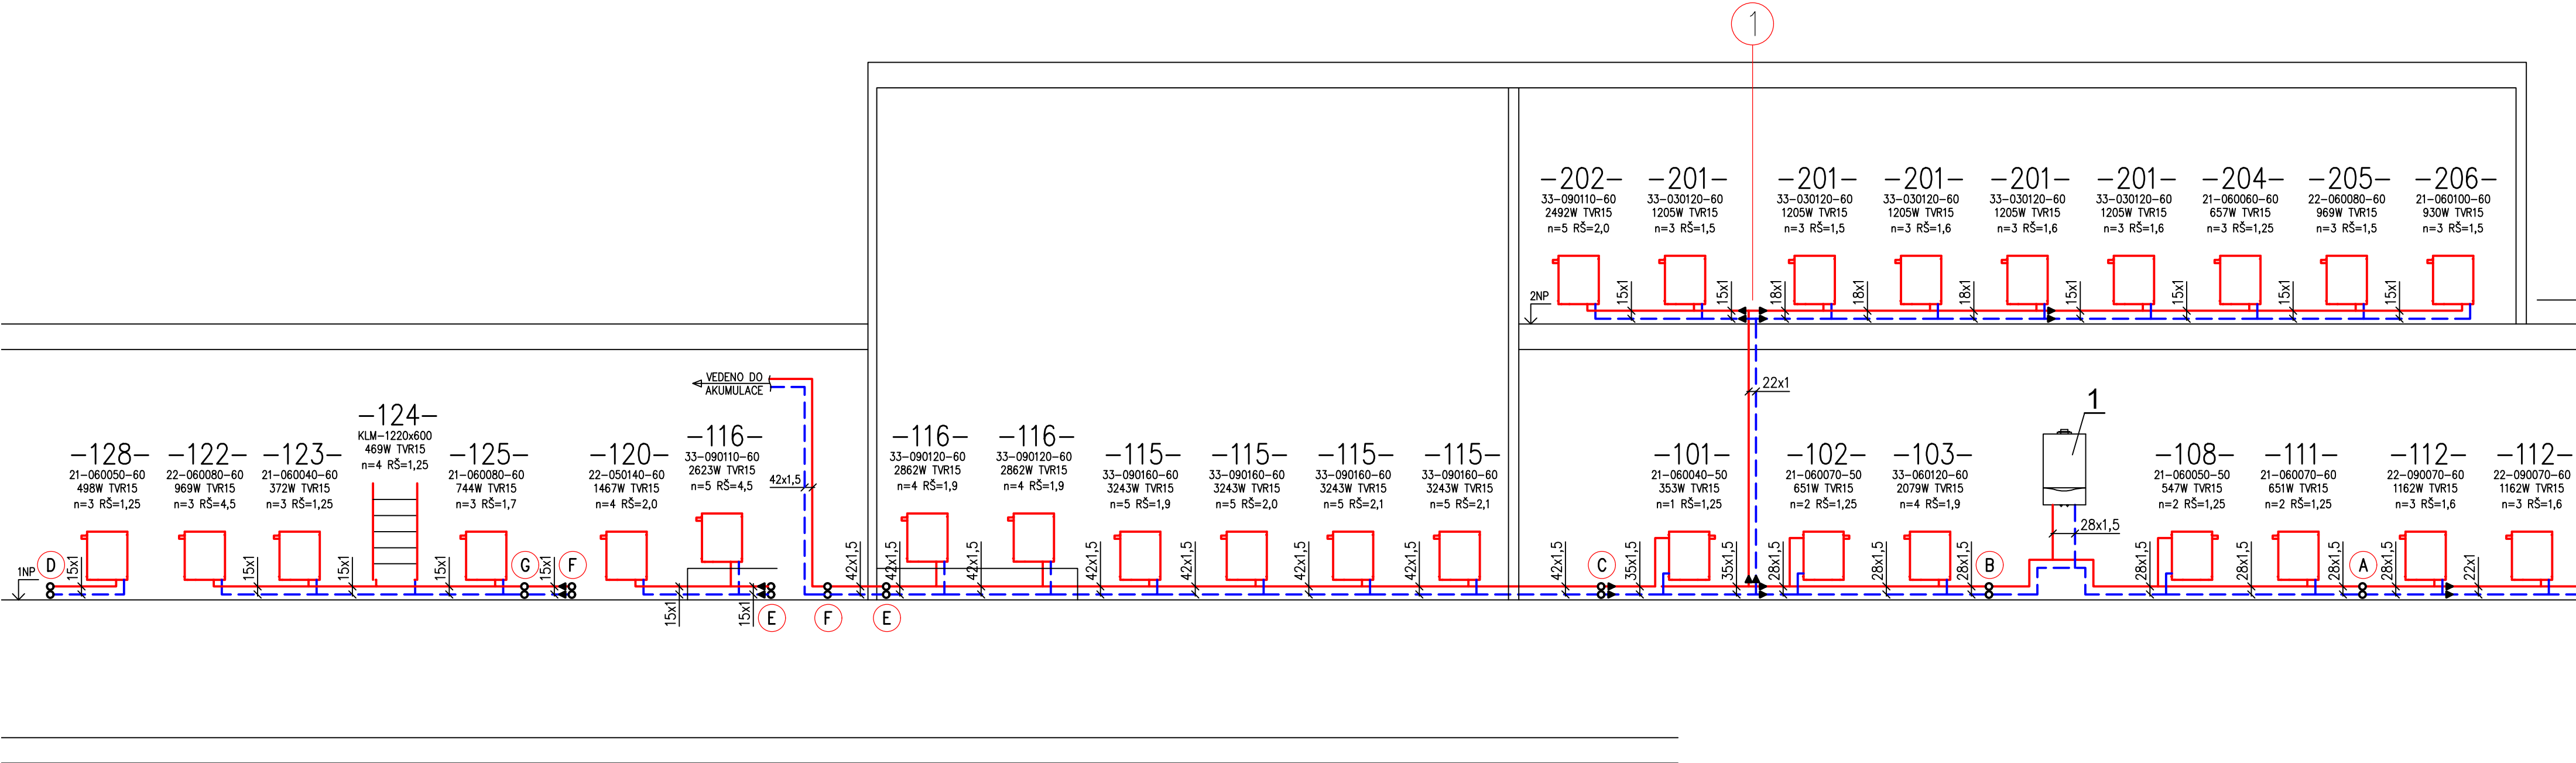 1
-202-
33-090110-60
2492W TVR15
n=5 RŠ=2,0
-201-
33-030120-60
1205W TVR15
n=3 RŠ=1,5
-201-
33-030120-60
1205W TVR15
n=3 RŠ=1,5
-201-
33-030120-60
1205W TVR15
n=3 RŠ=1,6
-201-
33-030120-60
1205W TVR15
n=3 RŠ=1,6
-201-
33-030120-60
1205W TVR15
n=3 RŠ=1,6
-204-
21-060060-60
657W TVR15
n=3 RŠ=1,25
-205-
22-060080-60
969W TVR15
n=3 RŠ=1,5
-206-
21-060100-60
930W TVR15
n=3 RŠ=1,5
2NP
15x1
15x1
18x1
18x1
18x1
15x1
15x1
15x1
15x1
22x1
VEDENO DO
AKUMULACE
42x1,5
-128-
21-060050-60
498W TVR15
n=3 RŠ=1,25
-122-
22-060080-60
969W TVR15
n=3 RŠ=4,5
-123-
21-060040-60
372W TVR15
n=3 RŠ=1,25
-124-
KLM-1220x600
469W TVR15
n=4 RŠ=1,25
-125-
21-060080-60
744W TVR15
n=3 RŠ=1,7
-120-
22-050140-60
1467W TVR15
n=4 RŠ=2,0
-116-
33-090110-60
2623W TVR15
n=5 RŠ=4,5
-116-
33-090120-60
2862W TVR15
n=4 RŠ=1,9
-116-
33-090120-60
2862W TVR15
n=4 RŠ=1,9
-115-
33-090160-60
3243W TVR15
n=5 RŠ=1,9
-115-
33-090160-60
3243W TVR15
n=5 RŠ=2,0
-115-
33-090160-60
3243W TVR15
n=5 RŠ=2,1
-115-
33-090160-60
3243W TVR15
n=5 RŠ=2,1
-101-
21-060040-50
353W TVR15
n=1 RŠ=1,25
-102-
21-060070-50
651W TVR15
n=2 RŠ=1,25
-103-
33-060120-60
2079W TVR15
n=4 RŠ=1,9
1
28x1,5
-108-
21-060050-50
547W TVR15
n=2 RŠ=1,25
-111-
21-060070-60
651W TVR15
n=2 RŠ=1,25
-112-
22-090070-60
1162W TVR15
n=3 RŠ=1,6
-112-
22-090070-60
1162W TVR15
n=3 RŠ=1,6
1NP
D
15x1
15x1
15x1
15x1
G
15x1
F
15x1
15x1
E
F
42x1,5
E
42x1,5
42x1,5
42x1,5
42x1,5
42x1,5
42x1,5
42x1,5
C
35x1,5
35x1,5
28x1,5
28x1,5
28x1,5
B
28x1,5
28x1,5
28x1,5
A
28x1,5
22x1